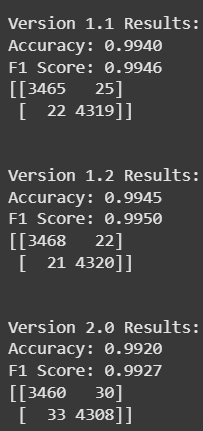 Version 1.1 Results:
Accuracy: 0.9940
F1 Score: 0.9946
[[3465   25]
 [  22 4319]]
Version 1.2 Results:
Accuracy: 0.9945
F1 Score: 0.9950
[[3468   22]
 [  21 4320]]
Version 2.0 Results:
Accuracy: 0.9920
F1 Score: 0.9927
[[3460   30]
 [  33 4308]]